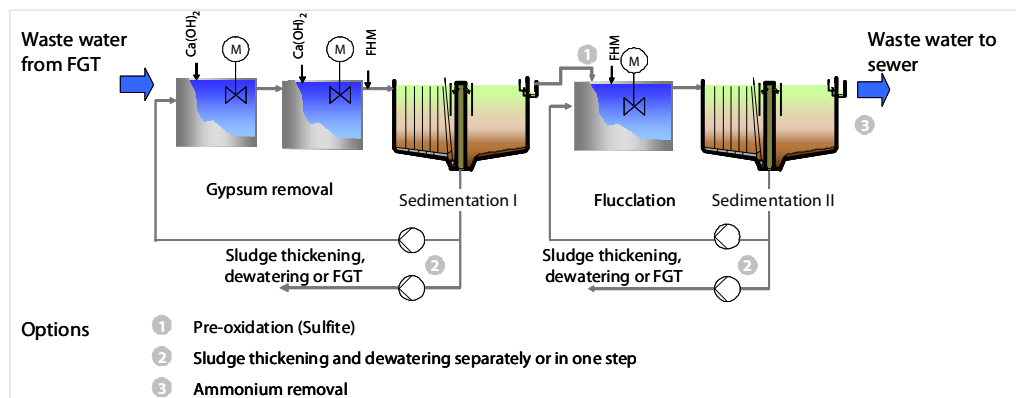 Waste water
from FGT
Ca(OH)2
M
Ca(OH)2
M
FHM
1
FHM
M
Waste water to
sewer
3
Gypsum removal
Sedimentation I
Flucclation
Sedimentation II
Sludge thickening,
dewatering or FGT
2
Sludge thickening,
dewatering or FGT
2
Options
1 Pre-oxidation (Sulfite)
2 Sludge thickening and dewatering separately or in one step
3 Ammonium removal